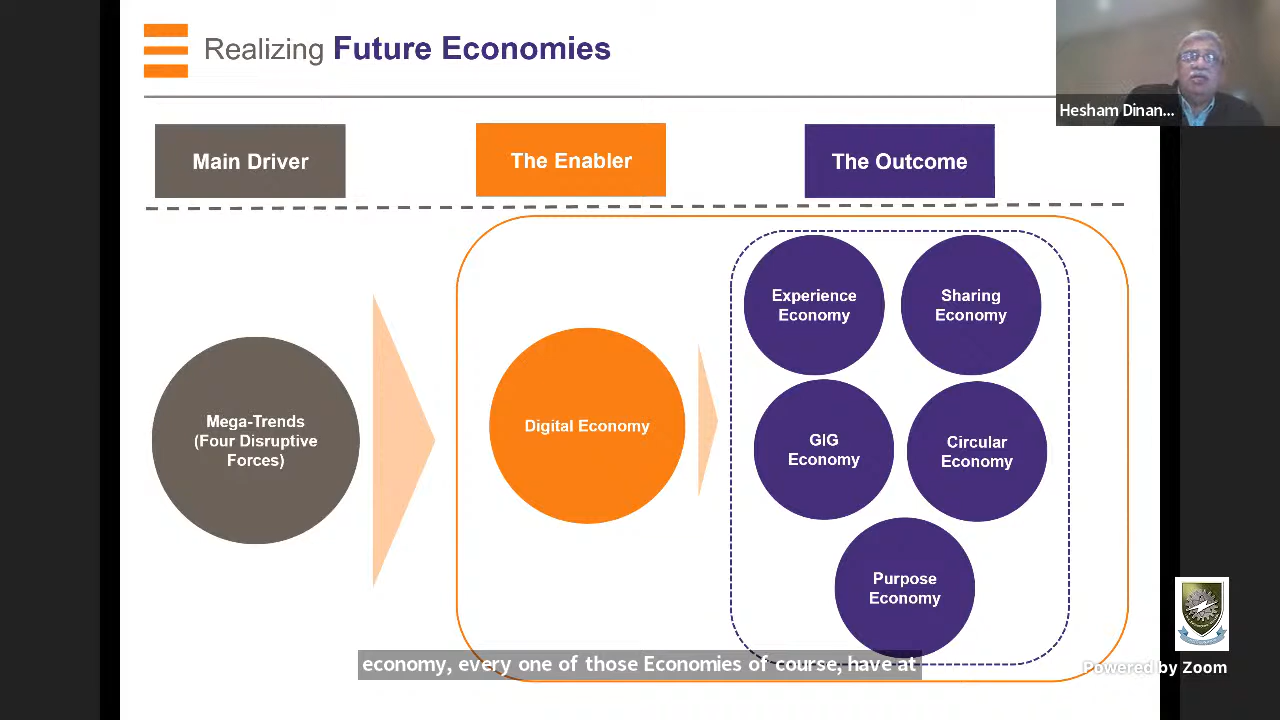 Realizing Future Economies
Hesham Dinan...
Main Driver
The Enabler
The Outcome
Mega-Trends
(Four Disruptive
Forces)
Digital Economy
Experience
Economy
Sharing
Economy
GIG
Economy
Circular
Economy
Purpose
Economy
economy, every one of those Economies of course, have at
Powered by Zoom